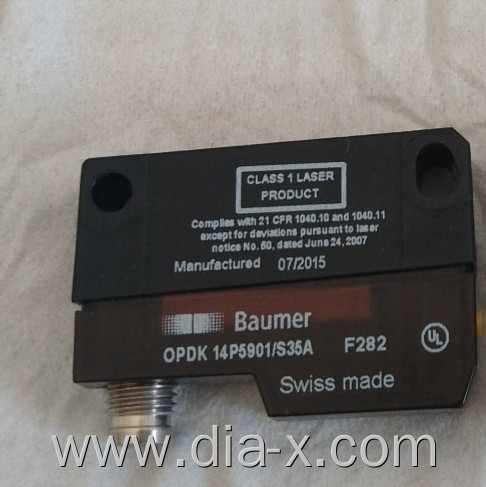 CLASS 1 LASER
PRODUCT
Complies with 21 CFR 1040.10 and 1040.11
except for deviations pursuant to laser
notice No. 50, dated June 24, 2007
Manufactured 07/2015
Baumer
OPDK 14P5901/S35A F282
UL
Swiss made
www.dia-x.com